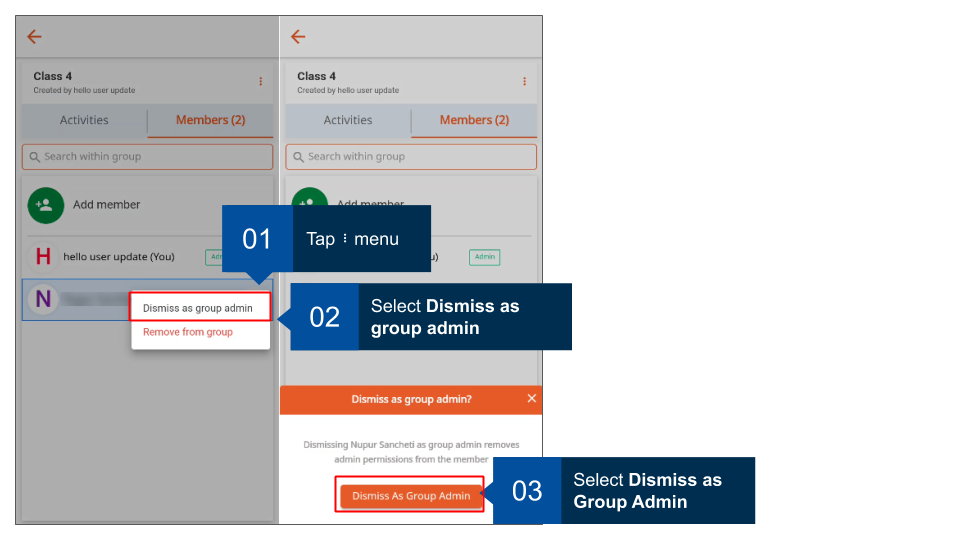 Class 4
Created by hello user update
Activities
Members (2)
Search within group
Add member
H
hello user update (You)
N
Dismiss as group admin
Remove from group
Class 4
Created by hello user update
Activities
Members (2)
Search within group
Add member
Admin
01
Tap ⋮ menu
02
Select Dismiss as
group admin
Dismiss as group admin?
Dismissing Nupur Sancheti as group admin removes
admin permissions from the member
Dismiss As Group Admin
03
Select Dismiss as
Group Admin